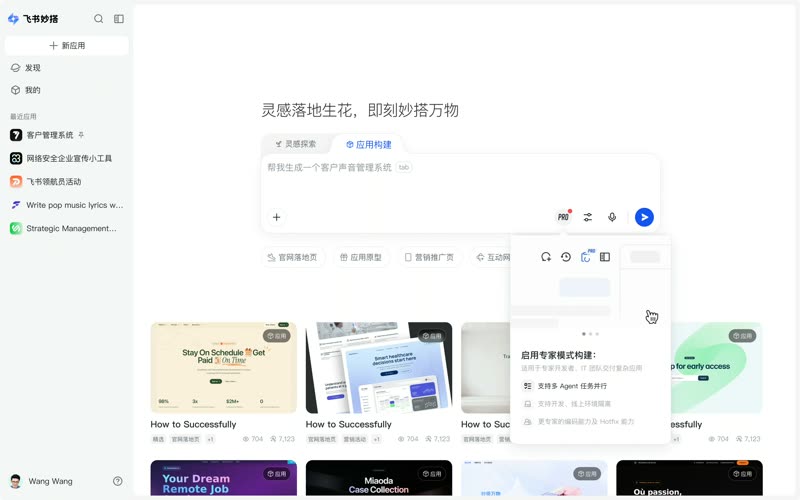 飞书妙搭
新应用
发现
我的
最近应用
客户管理系统
网络安全企业宣传小工具
飞书领航员活动
Write pop music lyrics w...
Strategic Management...
Wang Wang
灵感落地生花，即刻妙搭万物
灵感探索
应用构建
帮我生成一个客户声音管理系统 tab
PRO
官网落地页
应用原型
营销推广页
互动网
PRO
启用专家模式构建：
适用于专家开发者、IT 团队交付复杂应用
支持多 Agent 任务并行
支持开发、线上环境隔离
更专家的编码能力及 Hotfix 能力
应用
Stay On Schedule Get
Paid On Time
98%
3x
$2M+
0
How to Successfully
精选 官网落地页 +1 704 7,123
应用
Smart healthcare
decisions start here
How to Successfully
官网落地页 营销活动 +1 704 7,123
Tra
How to Su
官网落地页 营
应用
p for early access
ssfully
+1 704 7,123
应用
Your Dream
Remote Job
应用
Miaoda
Case Collection
应用
应用
Où passion,